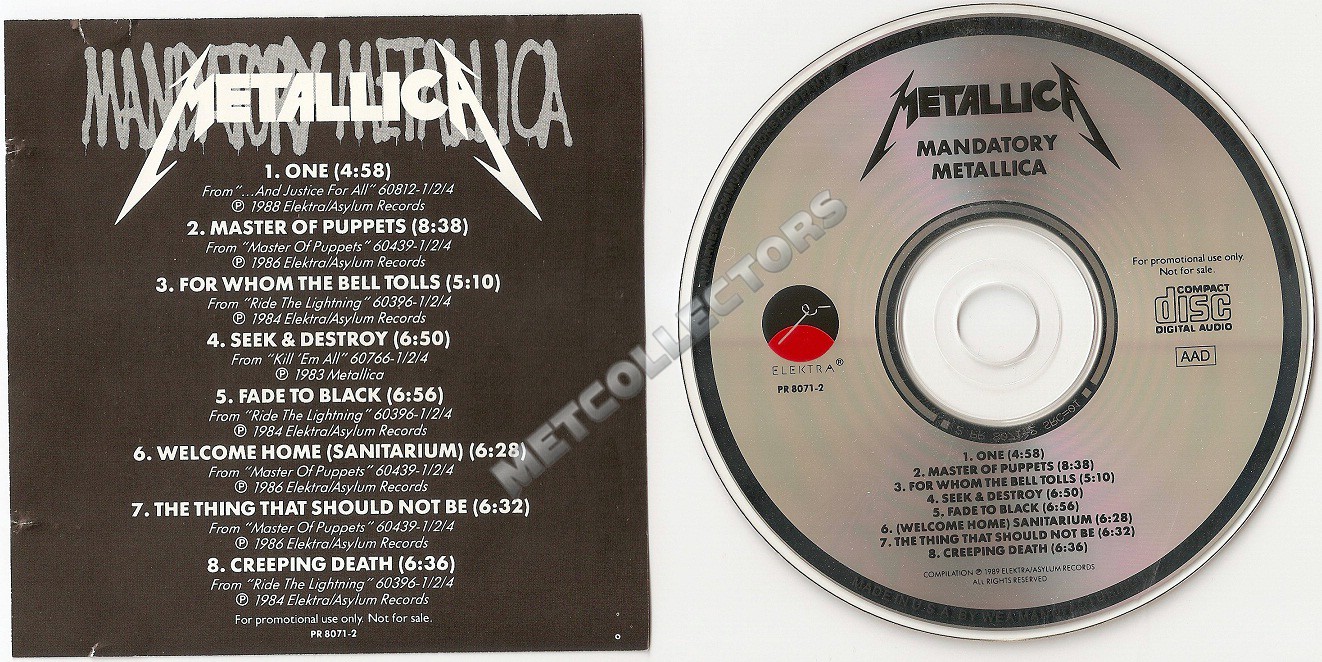 MANDATORY METALLICA
METALLICA
1. ONE (4:58)
From "...And Justice For All" 60812-1/2/4
℗ 1988 Elektra/Asylum Records
2. MASTER OF PUPPETS (8:38)
From "Master Of Puppets" 60439-1/2/4
℗ 1986 Elektra/Asylum Records
3. FOR WHOM THE BELL TOLLS (5:10)
From "Ride The Lightning" 60396-1/2/4
℗ 1984 Elektra/Asylum Records
4. SEEK & DESTROY (6:50)
From "Kill 'Em All" 60766-1/2/4
℗ 1983 Metallica
5. FADE TO BLACK (6:56)
From "Ride The Lightning" 60396-1/2/4
℗ 1984 Elektra/Asylum Records
6. WELCOME HOME (SANITARIUM) (6:28)
From "Master Of Puppets" 60439-1/2/4
℗ 1986 Elektra/Asylum Records
7. THE THING THAT SHOULD NOT BE (6:32)
From "Master Of Puppets" 60439-1/2/4
℗ 1986 Elektra/Asylum Records
8. CREEPING DEATH (6:36)
From "Ride The Lightning" 60396-1/2/4
℗ 1984 Elektra/Asylum Records
For promotional use only. Not for sale.
PR 8071-2
METCOLLECTORS
METALLICA
MANDATORY
METALLICA
For promotional use only.
Not for sale.
COMPACT
disc
DIGITAL AUDIO
AAD
ELEKTRA®
PR 8071-2
1. ONE (4:58)
2. MASTER OF PUPPETS (8:38)
3. FOR WHOM THE BELL TOLLS (5:10)
4. SEEK & DESTROY (6:50)
5. FADE TO BLACK (6:56)
6. (WELCOME HOME) SANITARIUM (6:28)
7. THE THING THAT SHOULD NOT BE (6:32)
8. CREEPING DEATH (6:36)
COMPILATION ℗ 1989 ELEKTRA/ASYLUM RECORDS
ALL RIGHTS RESERVED
MADE IN U.S.A. BY